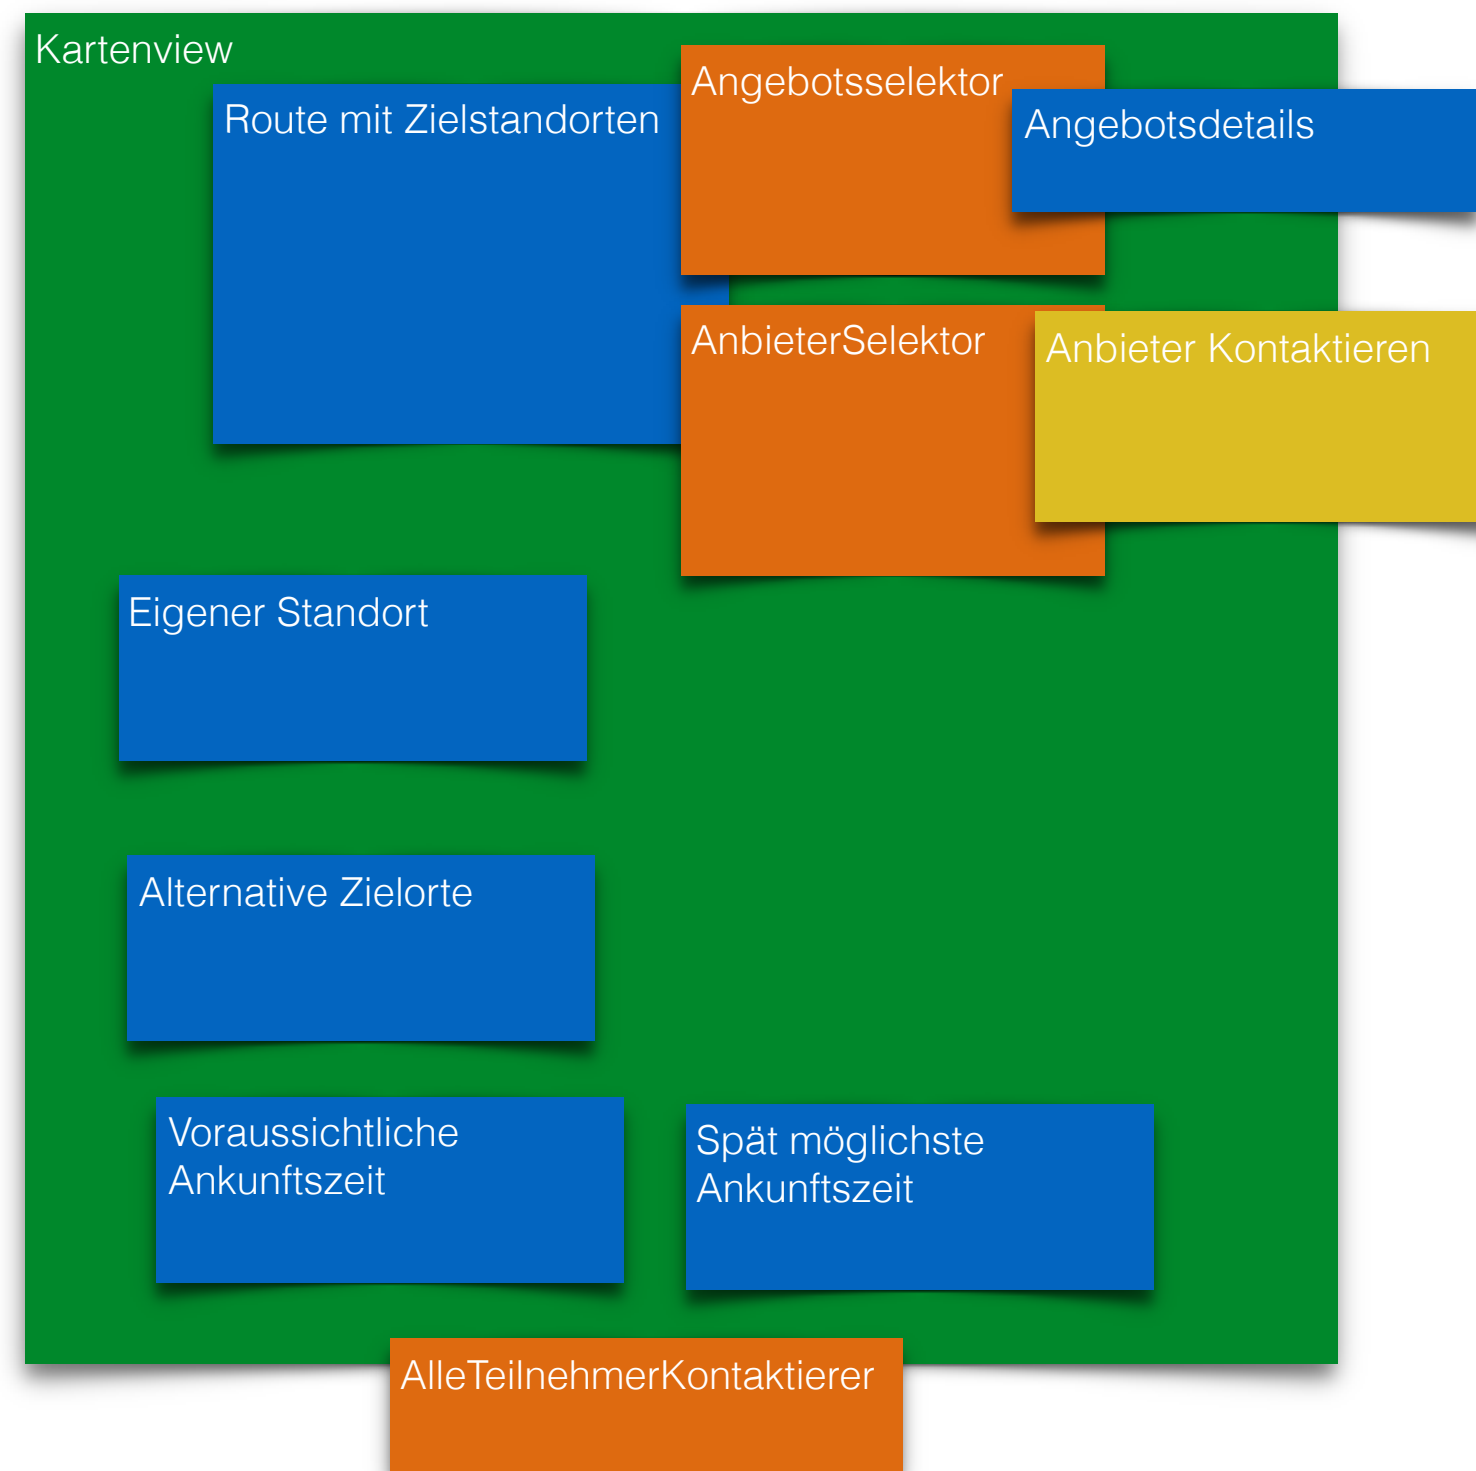 Kartenview
Route mit Zielstandorten
Angebotsselektor
Angebotsdetails
AnbieterSelektor
Anbieter Kontaktieren
Eigener Standort
Alternative Zielorte
Voraussichtliche
Ankunftszeit
Spät möglichste
Ankunftszeit
AlleTeilnehmerKontaktierer